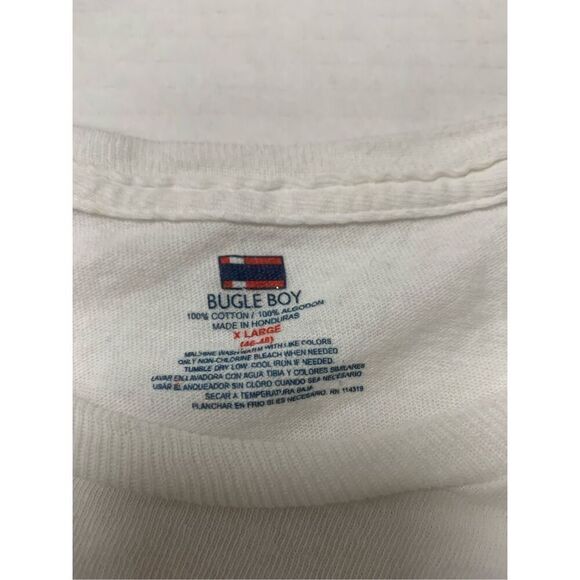 BUGLE BOY
100% COTTON / 100% ALGODON
MADE IN HONDURAS
X LARGE
(46-48)
MACHINE WASH WARM WITH LIKE COLORS
ONLY NON-CHLORINE BLEACH WHEN NEEDED
TUMBLE DRY LOW. COOL IRON IF NEEDED.
LAVAR EN LAVADORA CON AGUA TIBIA Y COLORES SIMILARES
USAR BLANQUEADOR SIN CLORO CUANDO SEA NECESARIO
SECAR A TEMPERATURA BAJA
PLANCHAR EN FRIO SI ES NECESARIO. RN 114319